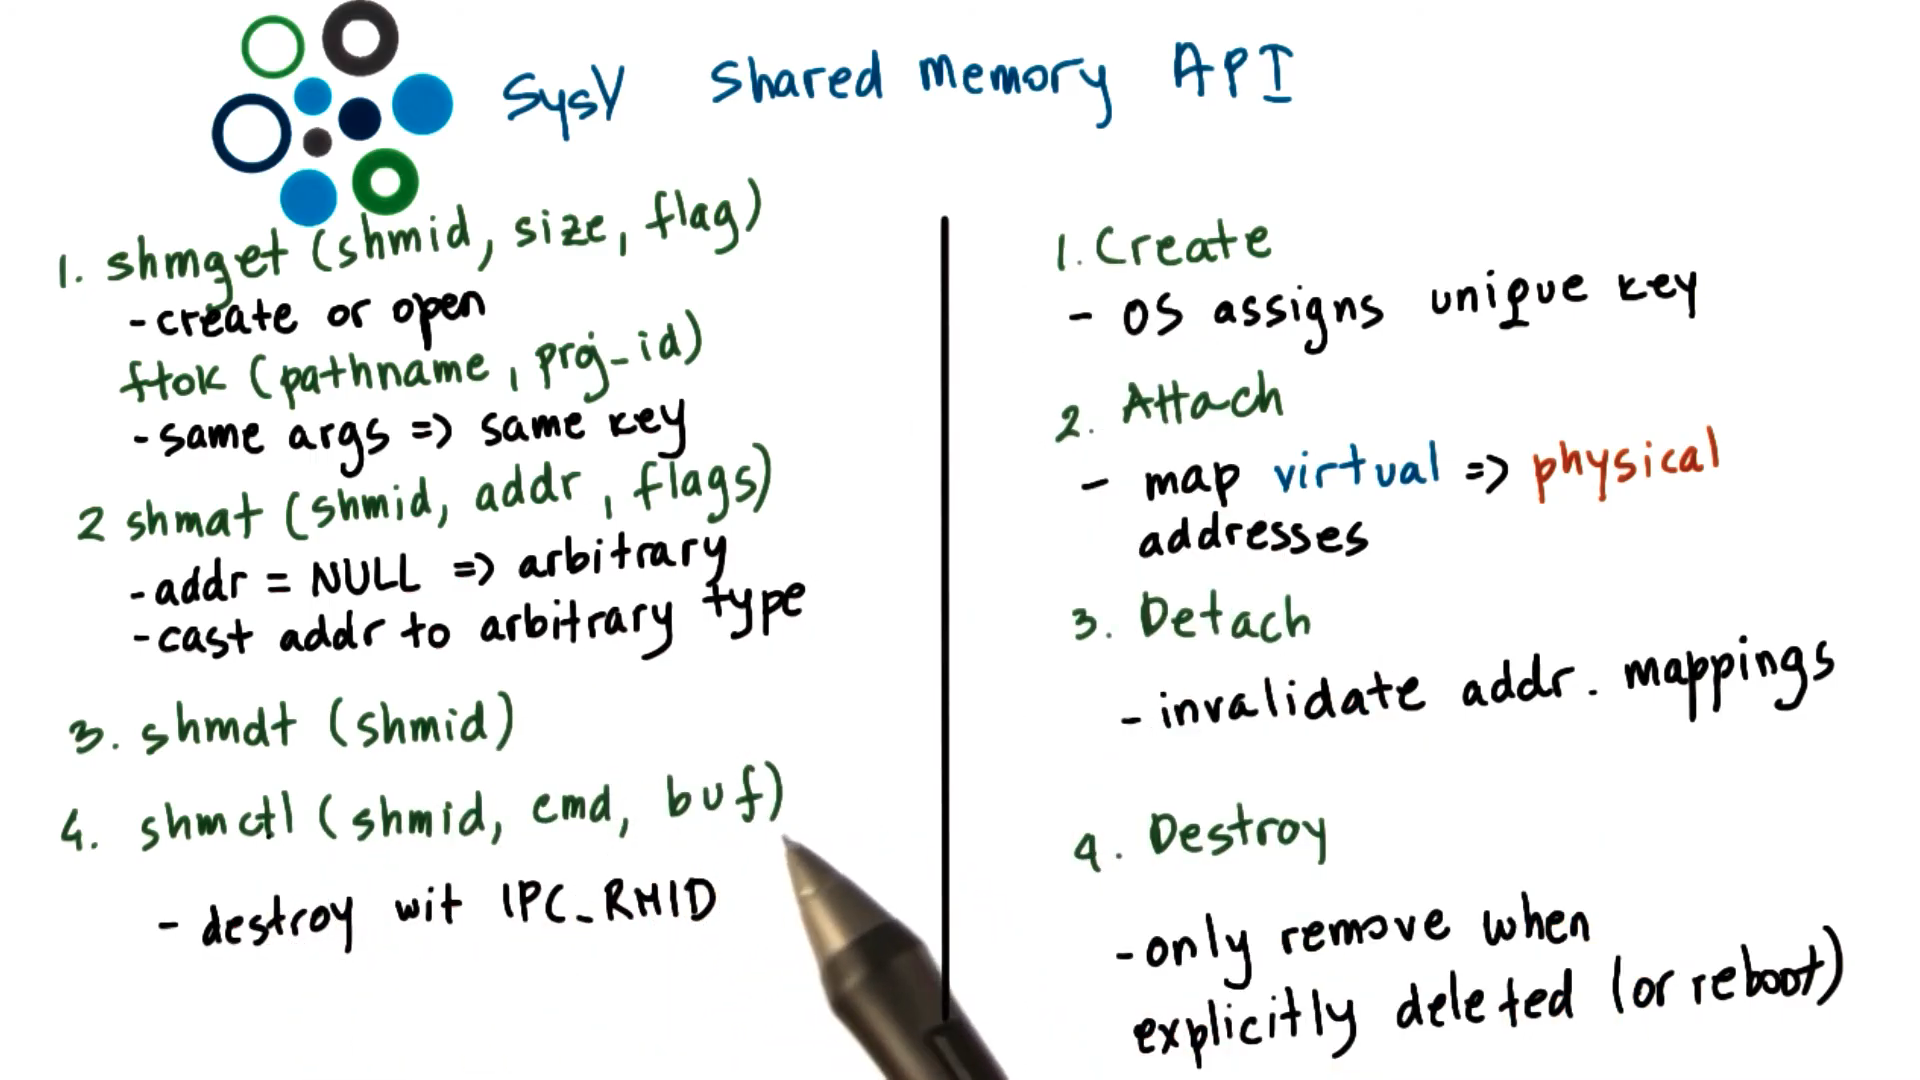 SysV shared memory API
1. shmget (shmid, size, flag)
- create or open
ftok (pathname, prj_id)
- same args => same key
2 shmat (shmid, addr, flags)
- addr = NULL => arbitrary
- cast addr to arbitrary type
3. shmdt (shmid)
4. shmctl (shmid, cmd, buf)
- destroy wit IPC_RMID
1. Create
- OS assigns unique key
2. Attach
- map virtual => physical
addresses
3. Detach
- invalidate addr. mappings
4. Destroy
- only remove when
explicitly deleted (or reboot)